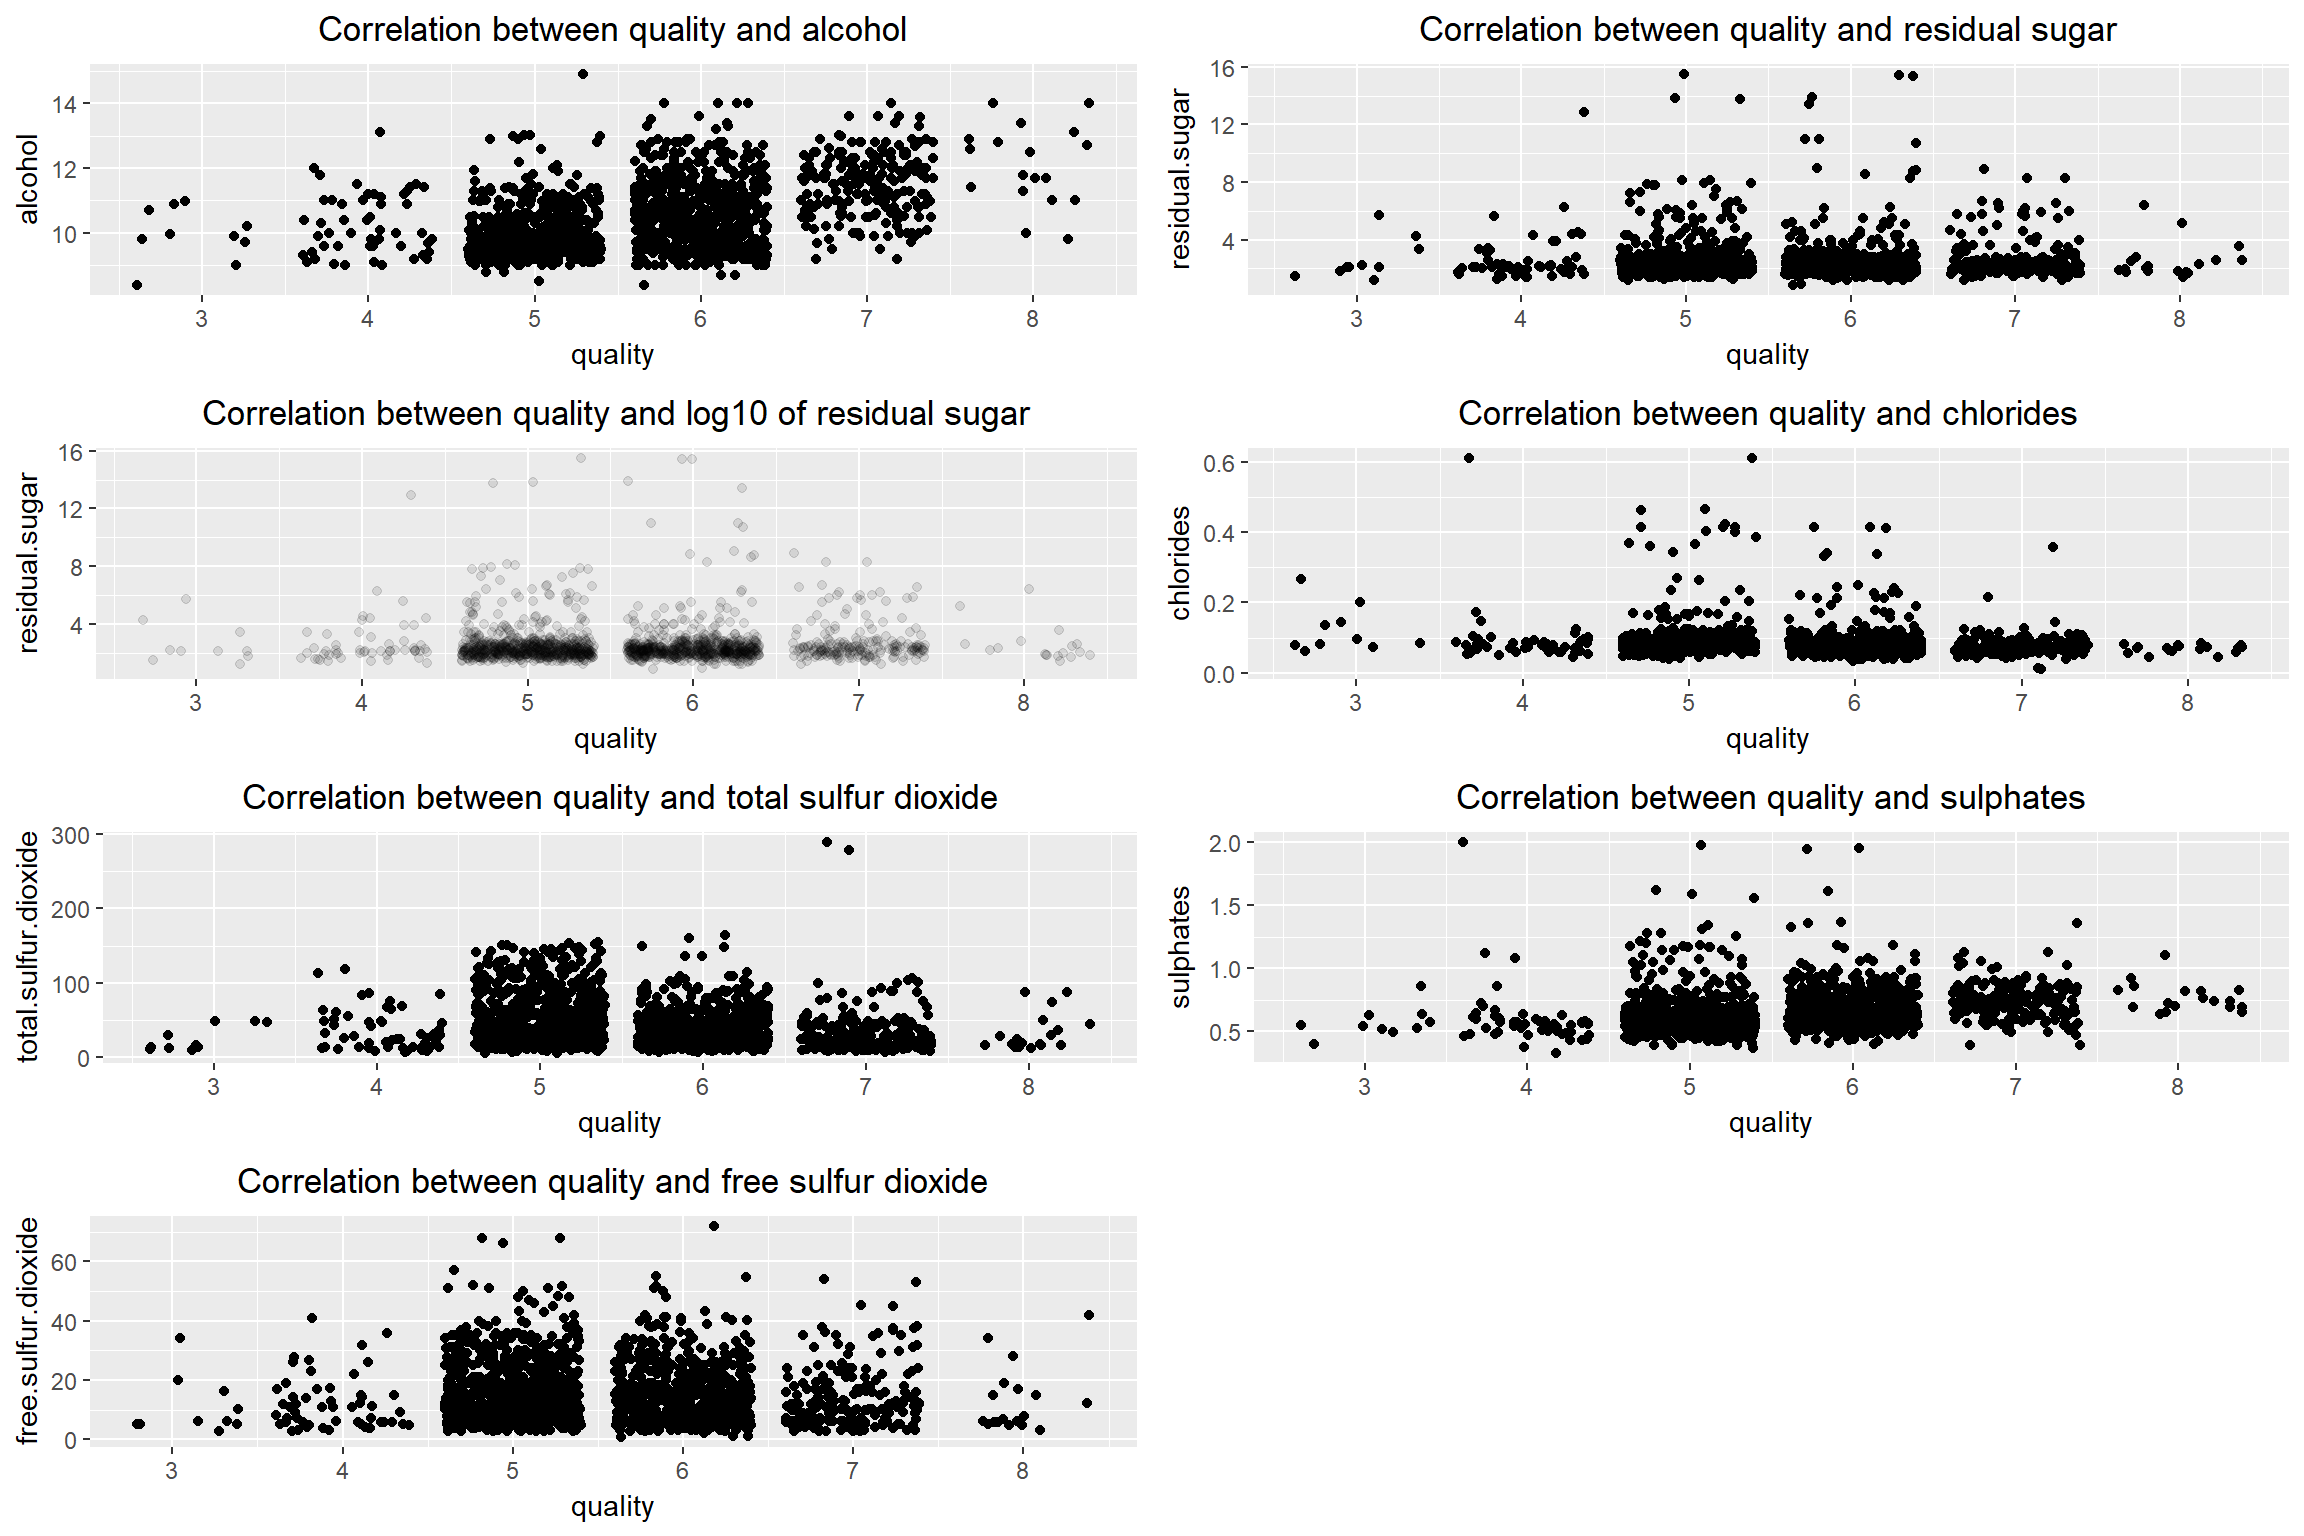 Correlation between quality and alcohol
alcohol
14
12
10
3 4 5 6 7 8
quality
Correlation between quality and residual sugar
residual.sugar
16
12
8
4
3 4 5 6 7 8
quality
Correlation between quality and log10 of residual sugar
residual.sugar
16
12
8
4
3 4 5 6 7 8
quality
Correlation between quality and chlorides
chlorides
0.6
0.4
0.2
0.0
3 4 5 6 7 8
quality
Correlation between quality and total sulfur dioxide
total.sulfur.dioxide
300
200
100
0
3 4 5 6 7 8
quality
Correlation between quality and sulphates
sulphates
2.0
1.5
1.0
0.5
3 4 5 6 7 8
quality
Correlation between quality and free sulfur dioxide
free.sulfur.dioxide
60
40
20
0
3 4 5 6 7 8
quality